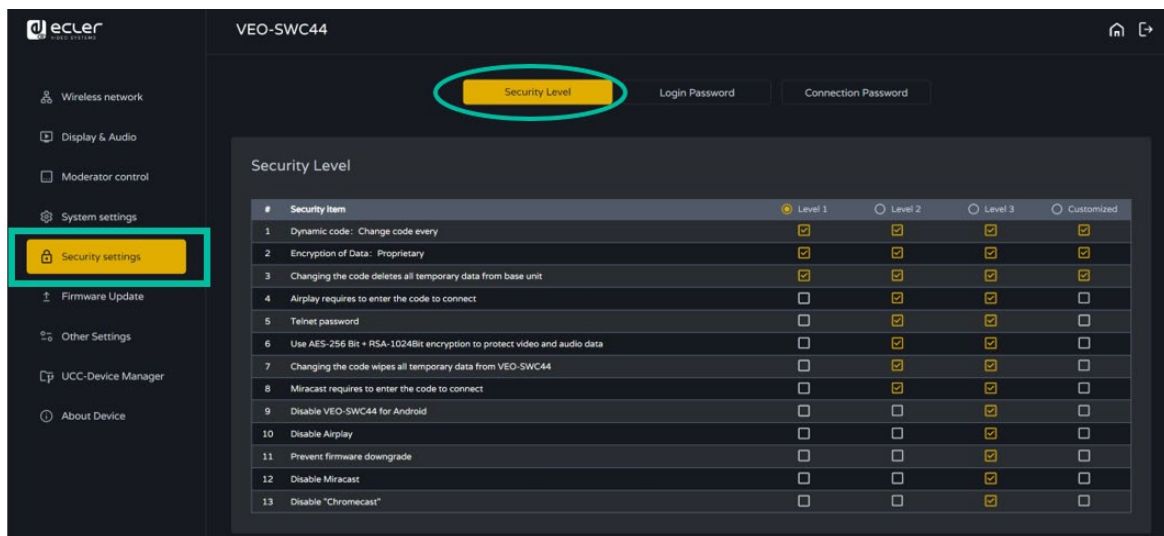 ecler
VIDEO SYSTEMS
VEO-SWC44
Wireless network
Display & Audio
Moderator control
System settings
Security settings
Firmware Update
Other Settings
UCC-Device Manager
About Device
Security Level Login Password Connection Password
Security Level
# Security Item Level 1 Level 2 Level 3 Customized
1 Dynamic code: Change code every
2 Encryption of Data: Proprietary
3 Changing the code deletes all temporary data from base unit
4 Airplay requires to enter the code to connect
5 Telnet password
6 Use AES-256 Bit + RSA-1024Bit encryption to protect video and audio data
7 Changing the code wipes all temporary data from VEO-SWC44
8 Miracast requires to enter the code to connect
9 Disable VEO-SWC44 for Android
10 Disable Airplay
11 Prevent firmware downgrade
12 Disable Miracast
13 Disable "Chromecast"